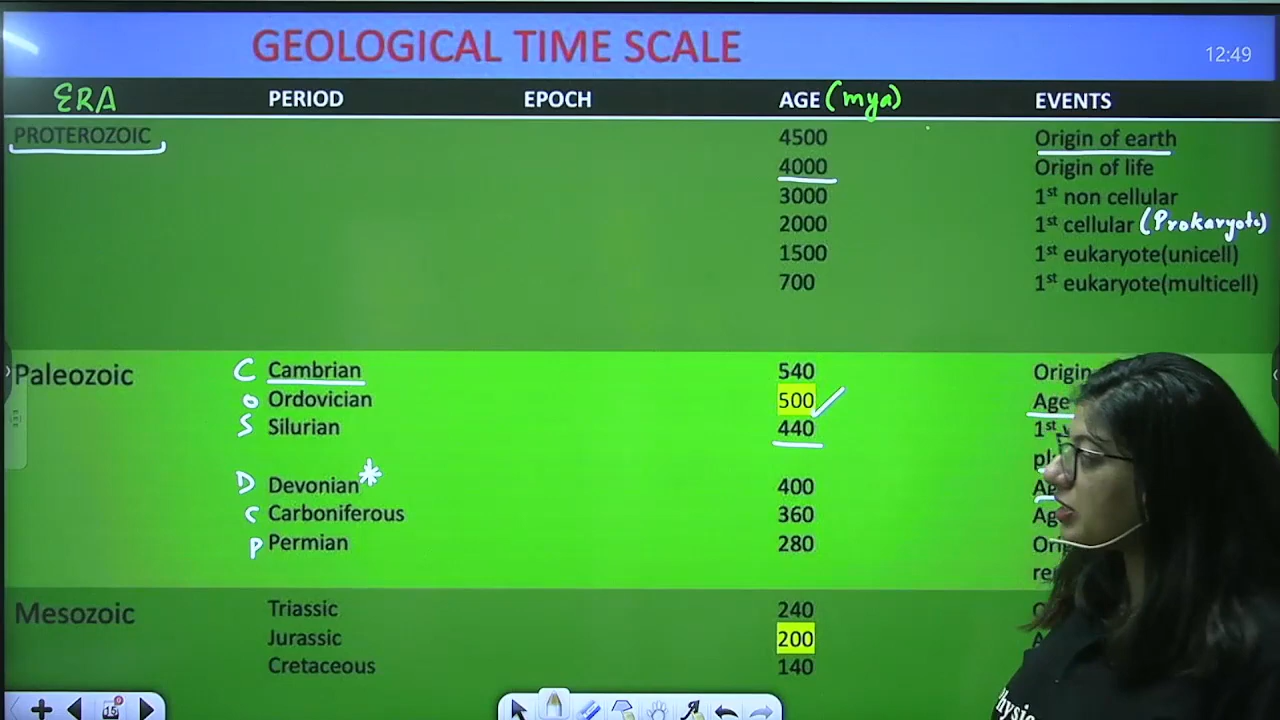 GEOLOGICAL TIME SCALE
12:49
ERA PERIOD EPOCH AGE (mya) EVENTS
PROTEROZOIC 4500 Origin of earth
4000 Origin of life
3000 1st non cellular
2000 1st cellular (Prokaryote)
1500 1st eukaryote(unicell)
700 1st eukaryote(multicell)
Paleozoic C Cambrian 540 Origin
O Ordovician 500 Age
S Silurian 440 1st
D Devonian* 400
C Carboniferous 360
P Permian 280
Mesozoic Triassic 240
Jurassic 200
Cretaceous 140
15